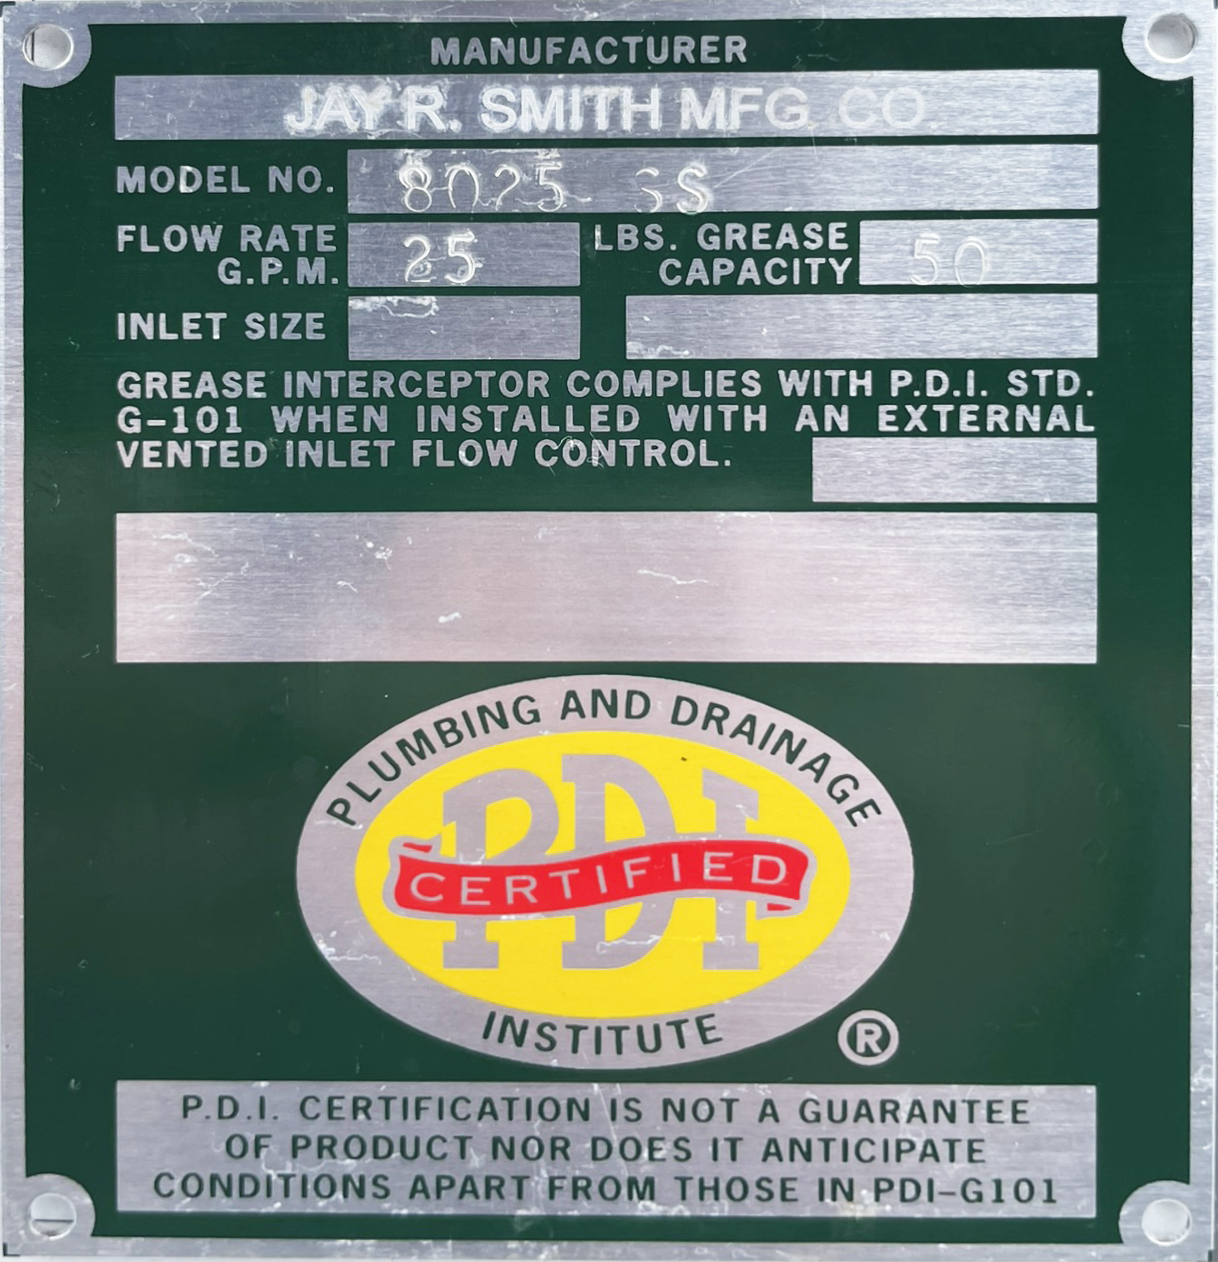 MANUFACTURER
JAY R. SMITH MFG. CO
MODEL NO. 8025 SS
FLOW RATE G.P.M. 25
LBS. GREASE CAPACITY 50
INLET SIZE
GREASE INTERCEPTOR COMPLIES WITH P.D.I. STD.
G-101 WHEN INSTALLED WITH AN EXTERNAL
VENTED INLET FLOW CONTROL.
PLUMBING AND DRAINAGE
PDI
CERTIFIED
INSTITUTE
®
P.D.I. CERTIFICATION IS NOT A GUARANTEE
OF PRODUCT NOR DOES IT ANTICIPATE
CONDITIONS APART FROM THOSE IN PDI-G101